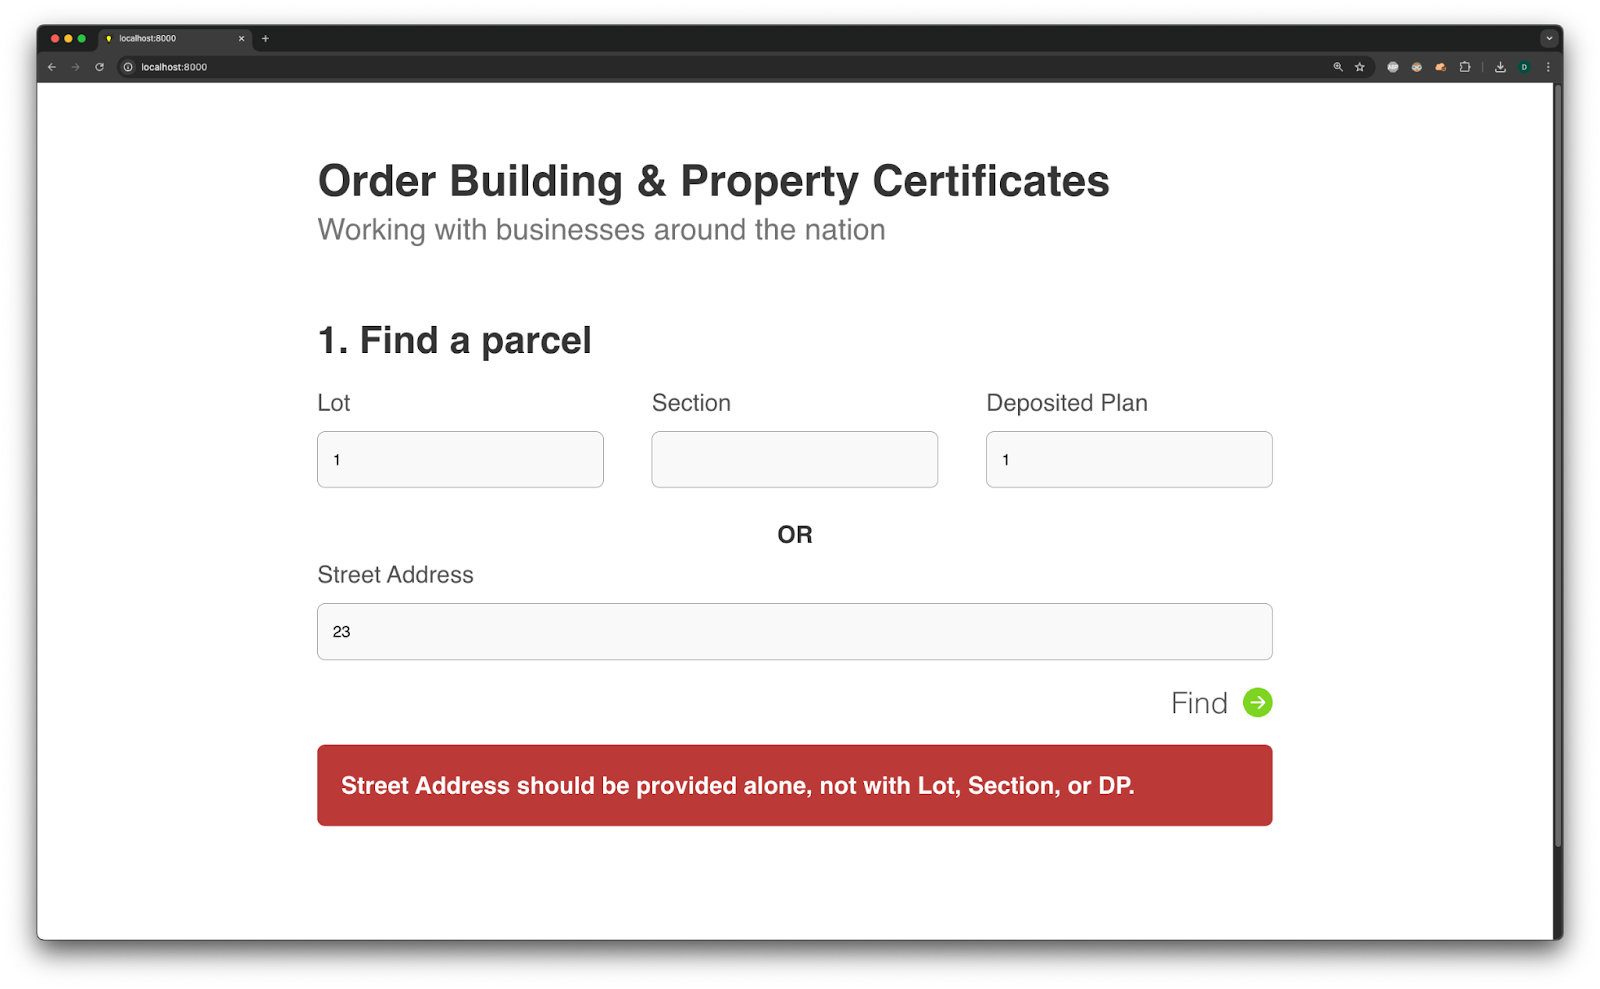 localhost:8000
localhost:8000
D
Order Building & Property Certificates
Working with businesses around the nation
1. Find a parcel
Lot Section Deposited Plan
1 1
OR
Street Address
23
Find
Street Address should be provided alone, not with Lot, Section, or DP.